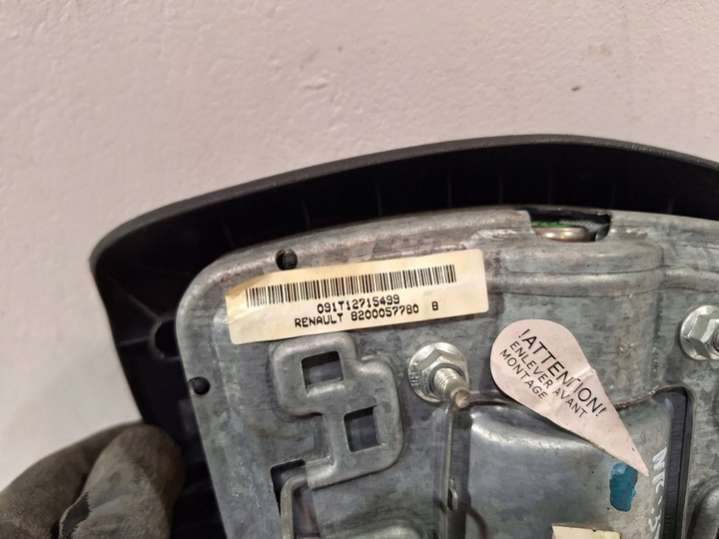 091T12715499
RENAULT 8200057780 B
!ATTENTION!
ENLEVER AVANT
MONTAGE